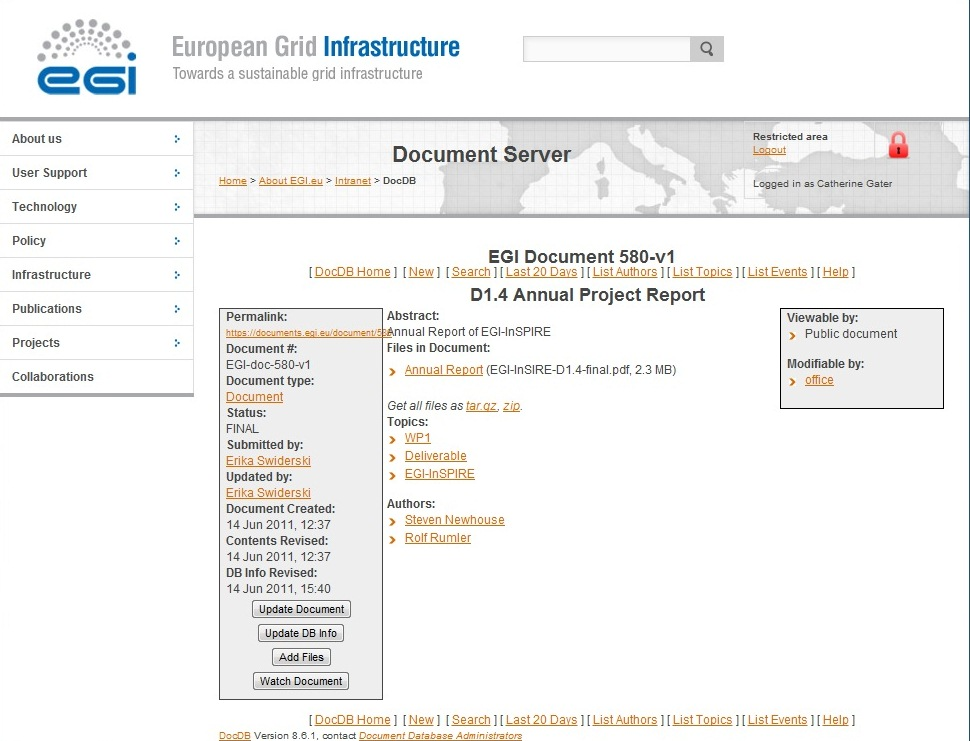 egi
European Grid Infrastructure
Towards a sustainable grid infrastructure
About us
User Support
Technology
Policy
Infrastructure
Publications
Projects
Collaborations
Document Server
Home > About EGI.eu > Intranet > DocDB
Restricted area
Logout
Logged in as Catherine Gater
EGI Document 580-v1
[ DocDB Home ] [ New ] [ Search ] [ Last 20 Days ] [ List Authors ] [ List Topics ] [ List Events ] [ Help ]
D1.4 Annual Project Report
Permalink:
https://documents.egi.eu/document/580
Document #:
EGI-doc-580-v1
Document type:
Document
Status:
FINAL
Submitted by:
Erika Swiderski
Updated by:
Erika Swiderski
Document Created:
14 Jun 2011, 12:37
Contents Revised:
14 Jun 2011, 12:37
DB Info Revised:
14 Jun 2011, 15:40
Update Document
Update DB Info
Add Files
Watch Document
Abstract:
Annual Report of EGI-InSPIRE
Files in Document:
Annual Report (EGI-InSIRE-D1.4-final.pdf, 2.3 MB)
Get all files as tar.gz, zip.
Topics:
WP1
Deliverable
EGI-InSPIRE
Authors:
Steven Newhouse
Rolf Rumler
Viewable by:
Public document
Modifiable by:
office
[ DocDB Home ] [ New ] [ Search ] [ Last 20 Days ] [ List Authors ] [ List Topics ] [ List Events ] [ Help ]
DocDB Version 8.6.1, contact Document Database Administrators